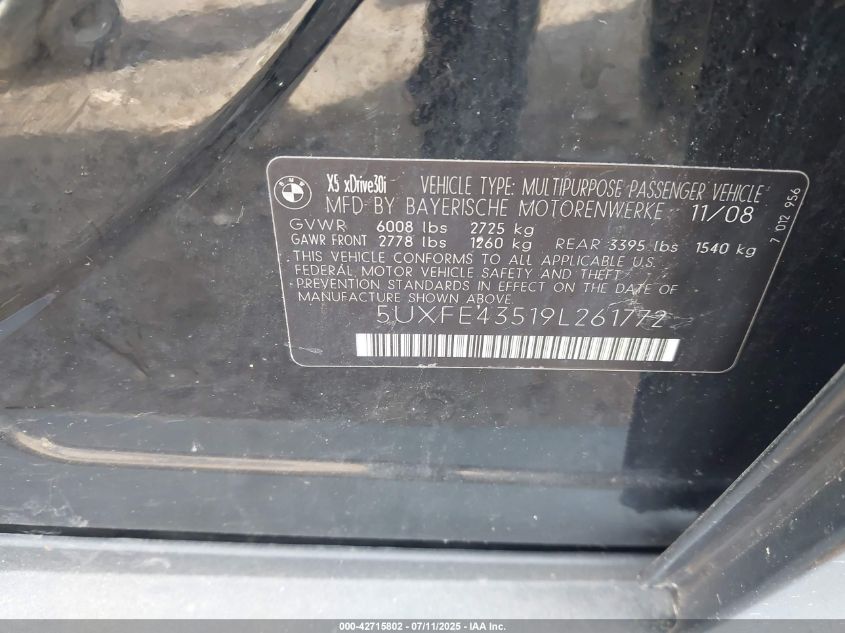 BMW
X5 xDrive30i VEHICLE TYPE: MULTIPURPOSE PASSENGER VEHICLE
MFD BY BAYERISCHE MOTORENWERKE 11/08
GVWR 6008 lbs 2725 kg
GAWR FRONT 2778 lbs 1260 kg REAR 3395 lbs 1540 kg
THIS VEHICLE CONFORMS TO ALL APPLICABLE U.S.
FEDERAL MOTOR VEHICLE SAFETY AND THEFT
PREVENTION STANDARDS IN EFFECT ON THE DATE OF
MANUFACTURE SHOWN ABOVE.
5UXFE43519L261772
7 012 956
000-42715802 - 07/11/2025 - IAA Inc.